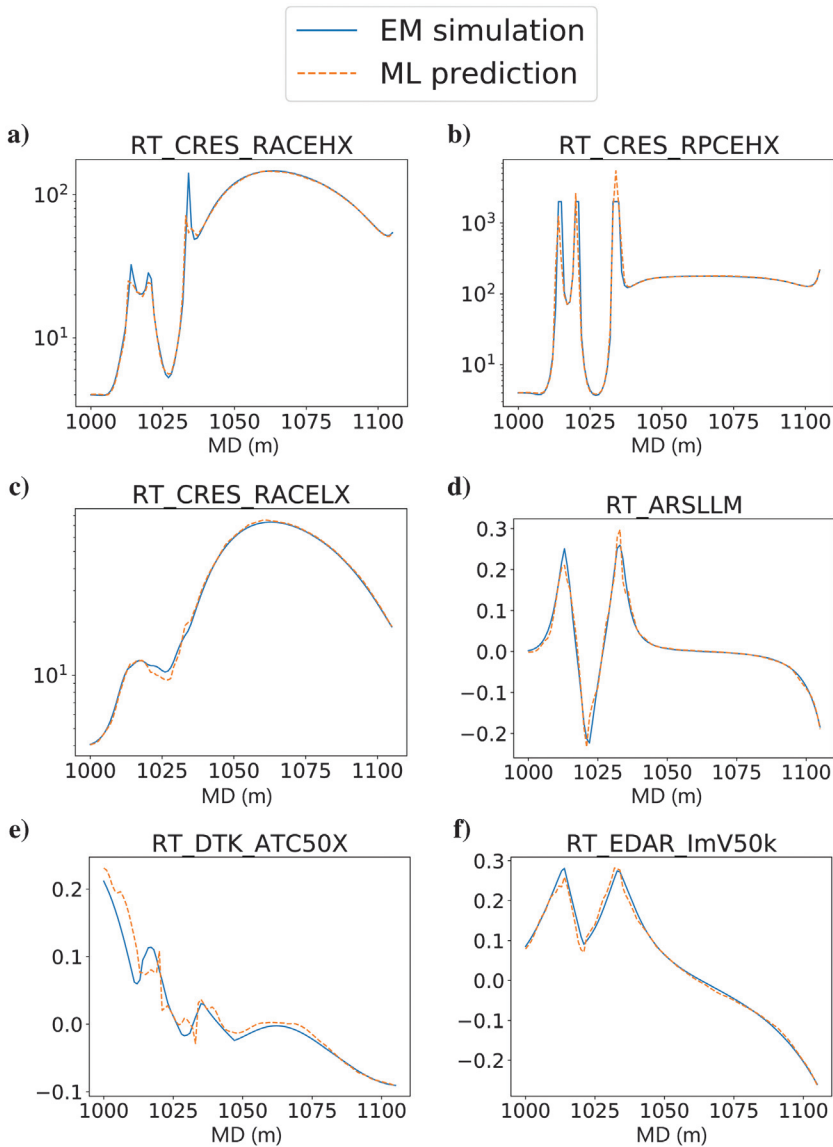 EM simulation
ML prediction
a)
RT_CRES_RACEHX
10²
10¹
1000 1025 1050 1075 1100
MD (m)
b)
RT_CRES_RPCEHX
10³
10²
10¹
1000 1025 1050 1075 1100
MD (m)
c)
RT_CRES_RACELX
10¹
1000 1025 1050 1075 1100
MD (m)
d)
RT_ARSLLM
0.3
0.2
0.1
0.0
−0.1
−0.2
1000 1025 1050 1075 1100
MD (m)
e)
RT_DTK_ATC50X
0.2
0.1
0.0
−0.1
1000 1025 1050 1075 1100
MD (m)
f)
RT_EDAR_ImV50k
0.3
0.2
0.1
0.0
−0.1
−0.2
1000 1025 1050 1075 1100
MD (m)